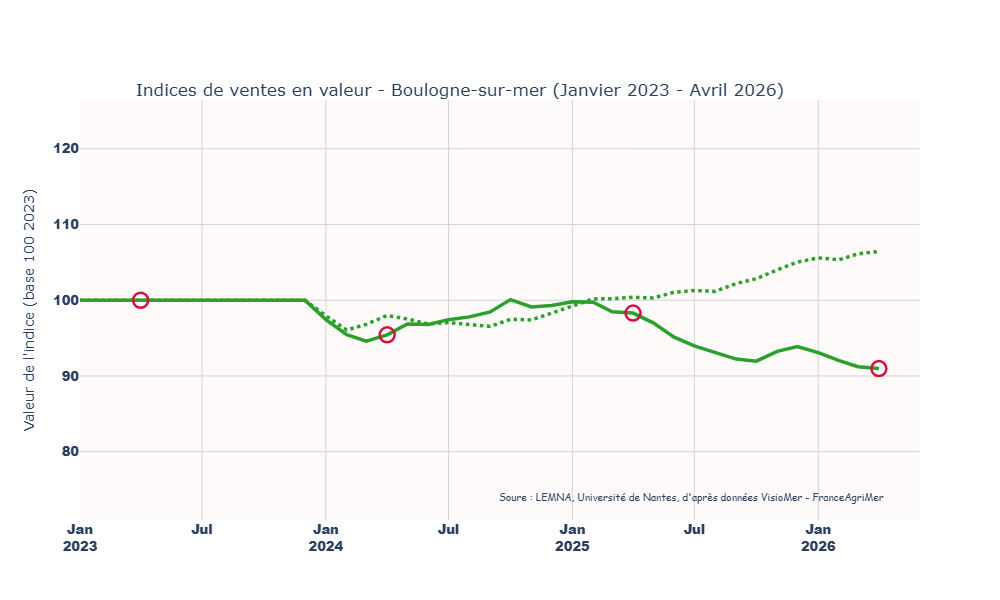 Indices de ventes en valeur - Boulogne-sur-mer (Janvier 2023 - Avril 2026)
Valeur de l'indice (base 100 2023)
120
110
100
90
80
Soure : LEMNA, Université de Nantes, d'après données VisioMer - FranceAgriMer
Jan Jul Jan Jul Jan Jul Jan
2023 2024 2025 2026